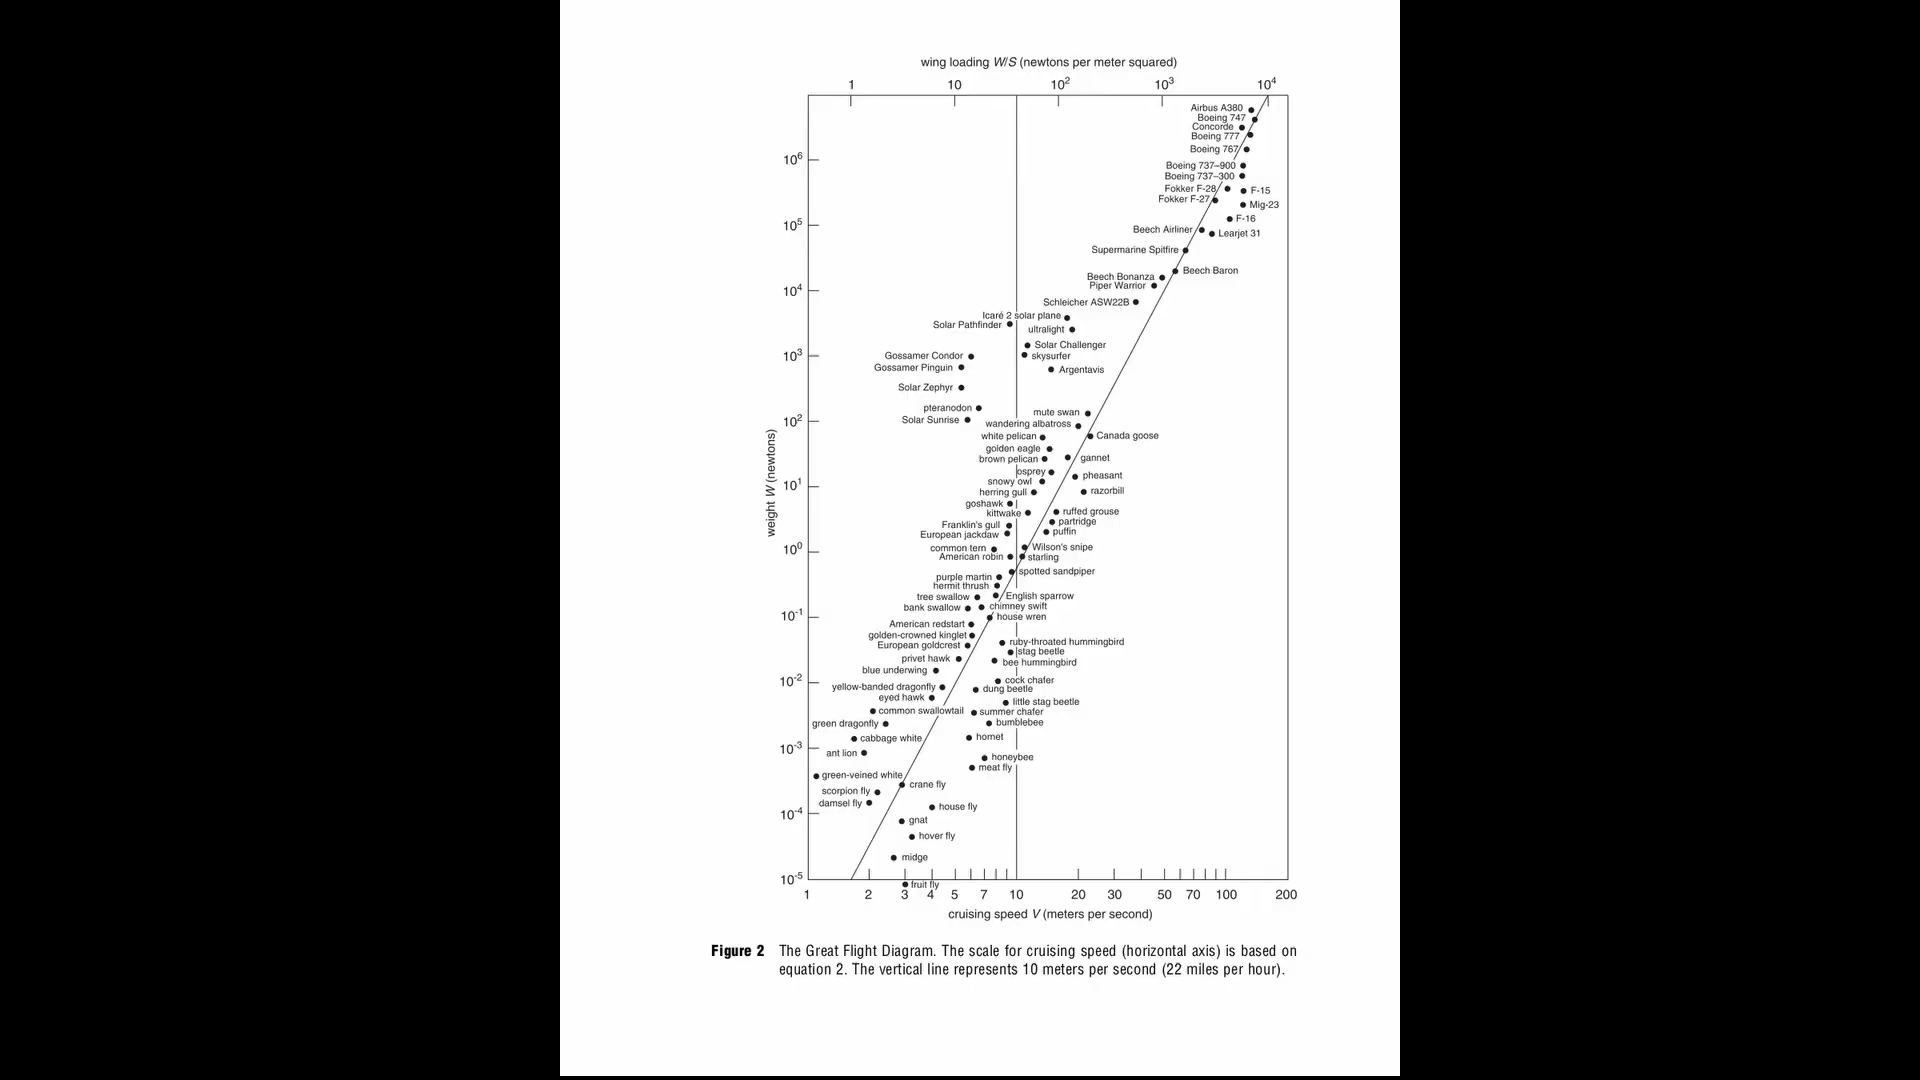 wing loading W/S (newtons per meter squared)
1 10 10² 10³ 10⁴
Airbus A380
Boeing 747
Concorde
Boeing 777
Boeing 767
10⁶
Boeing 737–900
Boeing 737–300
Fokker F-28 F-15
Fokker F-27 Mig-23
F-16
10⁵
Beech Airliner Learjet 31
Supermarine Spitfire
Beech Baron
Beech Bonanza
Piper Warrior
10⁴
Schleicher ASW22B
Icaré 2 solar plane
Solar Pathfinder
ultralight
Solar Challenger
10³
Gossamer Condor skysurfer
Gossamer Pinguin Argentavis
Solar Zephyr
pteranodon mute swan
Solar Sunrise
10²
wandering albatross
white pelican Canada goose
golden eagle
brown pelican gannet
osprey pheasant
snowy owl
10¹
herring gull razorbill
goshawk
kittwake ruffed grouse
Franklin's gull partridge
European jackdaw puffin
10⁰
common tern Wilson's snipe
American robin starling
spotted sandpiper
purple martin
hermit thrush
tree swallow English sparrow
bank swallow chimney swift
10⁻¹
house wren
American redstart
golden-crowned kinglet ruby-throated hummingbird
European goldcrest stag beetle
privet hawk bee hummingbird
blue underwing
10⁻²
cock chafer
yellow-banded dragonfly dung beetle
eyed hawk little stag beetle
common swallowtail summer chafer
green dragonfly bumblebee
cabbage white hornet
10⁻³
ant lion honeybee
meat fly
green-veined white
crane fly
scorpion fly
damsel fly house fly
10⁻⁴
gnat
hover fly
midge
10⁻⁵
fruit fly
weight W (newtons)
1 2 3 4 5 7 10 20 30 50 70 100 200
cruising speed V (meters per second)
Figure 2 The Great Flight Diagram. The scale for cruising speed (horizontal axis) is based on
equation 2. The vertical line represents 10 meters per second (22 miles per hour).